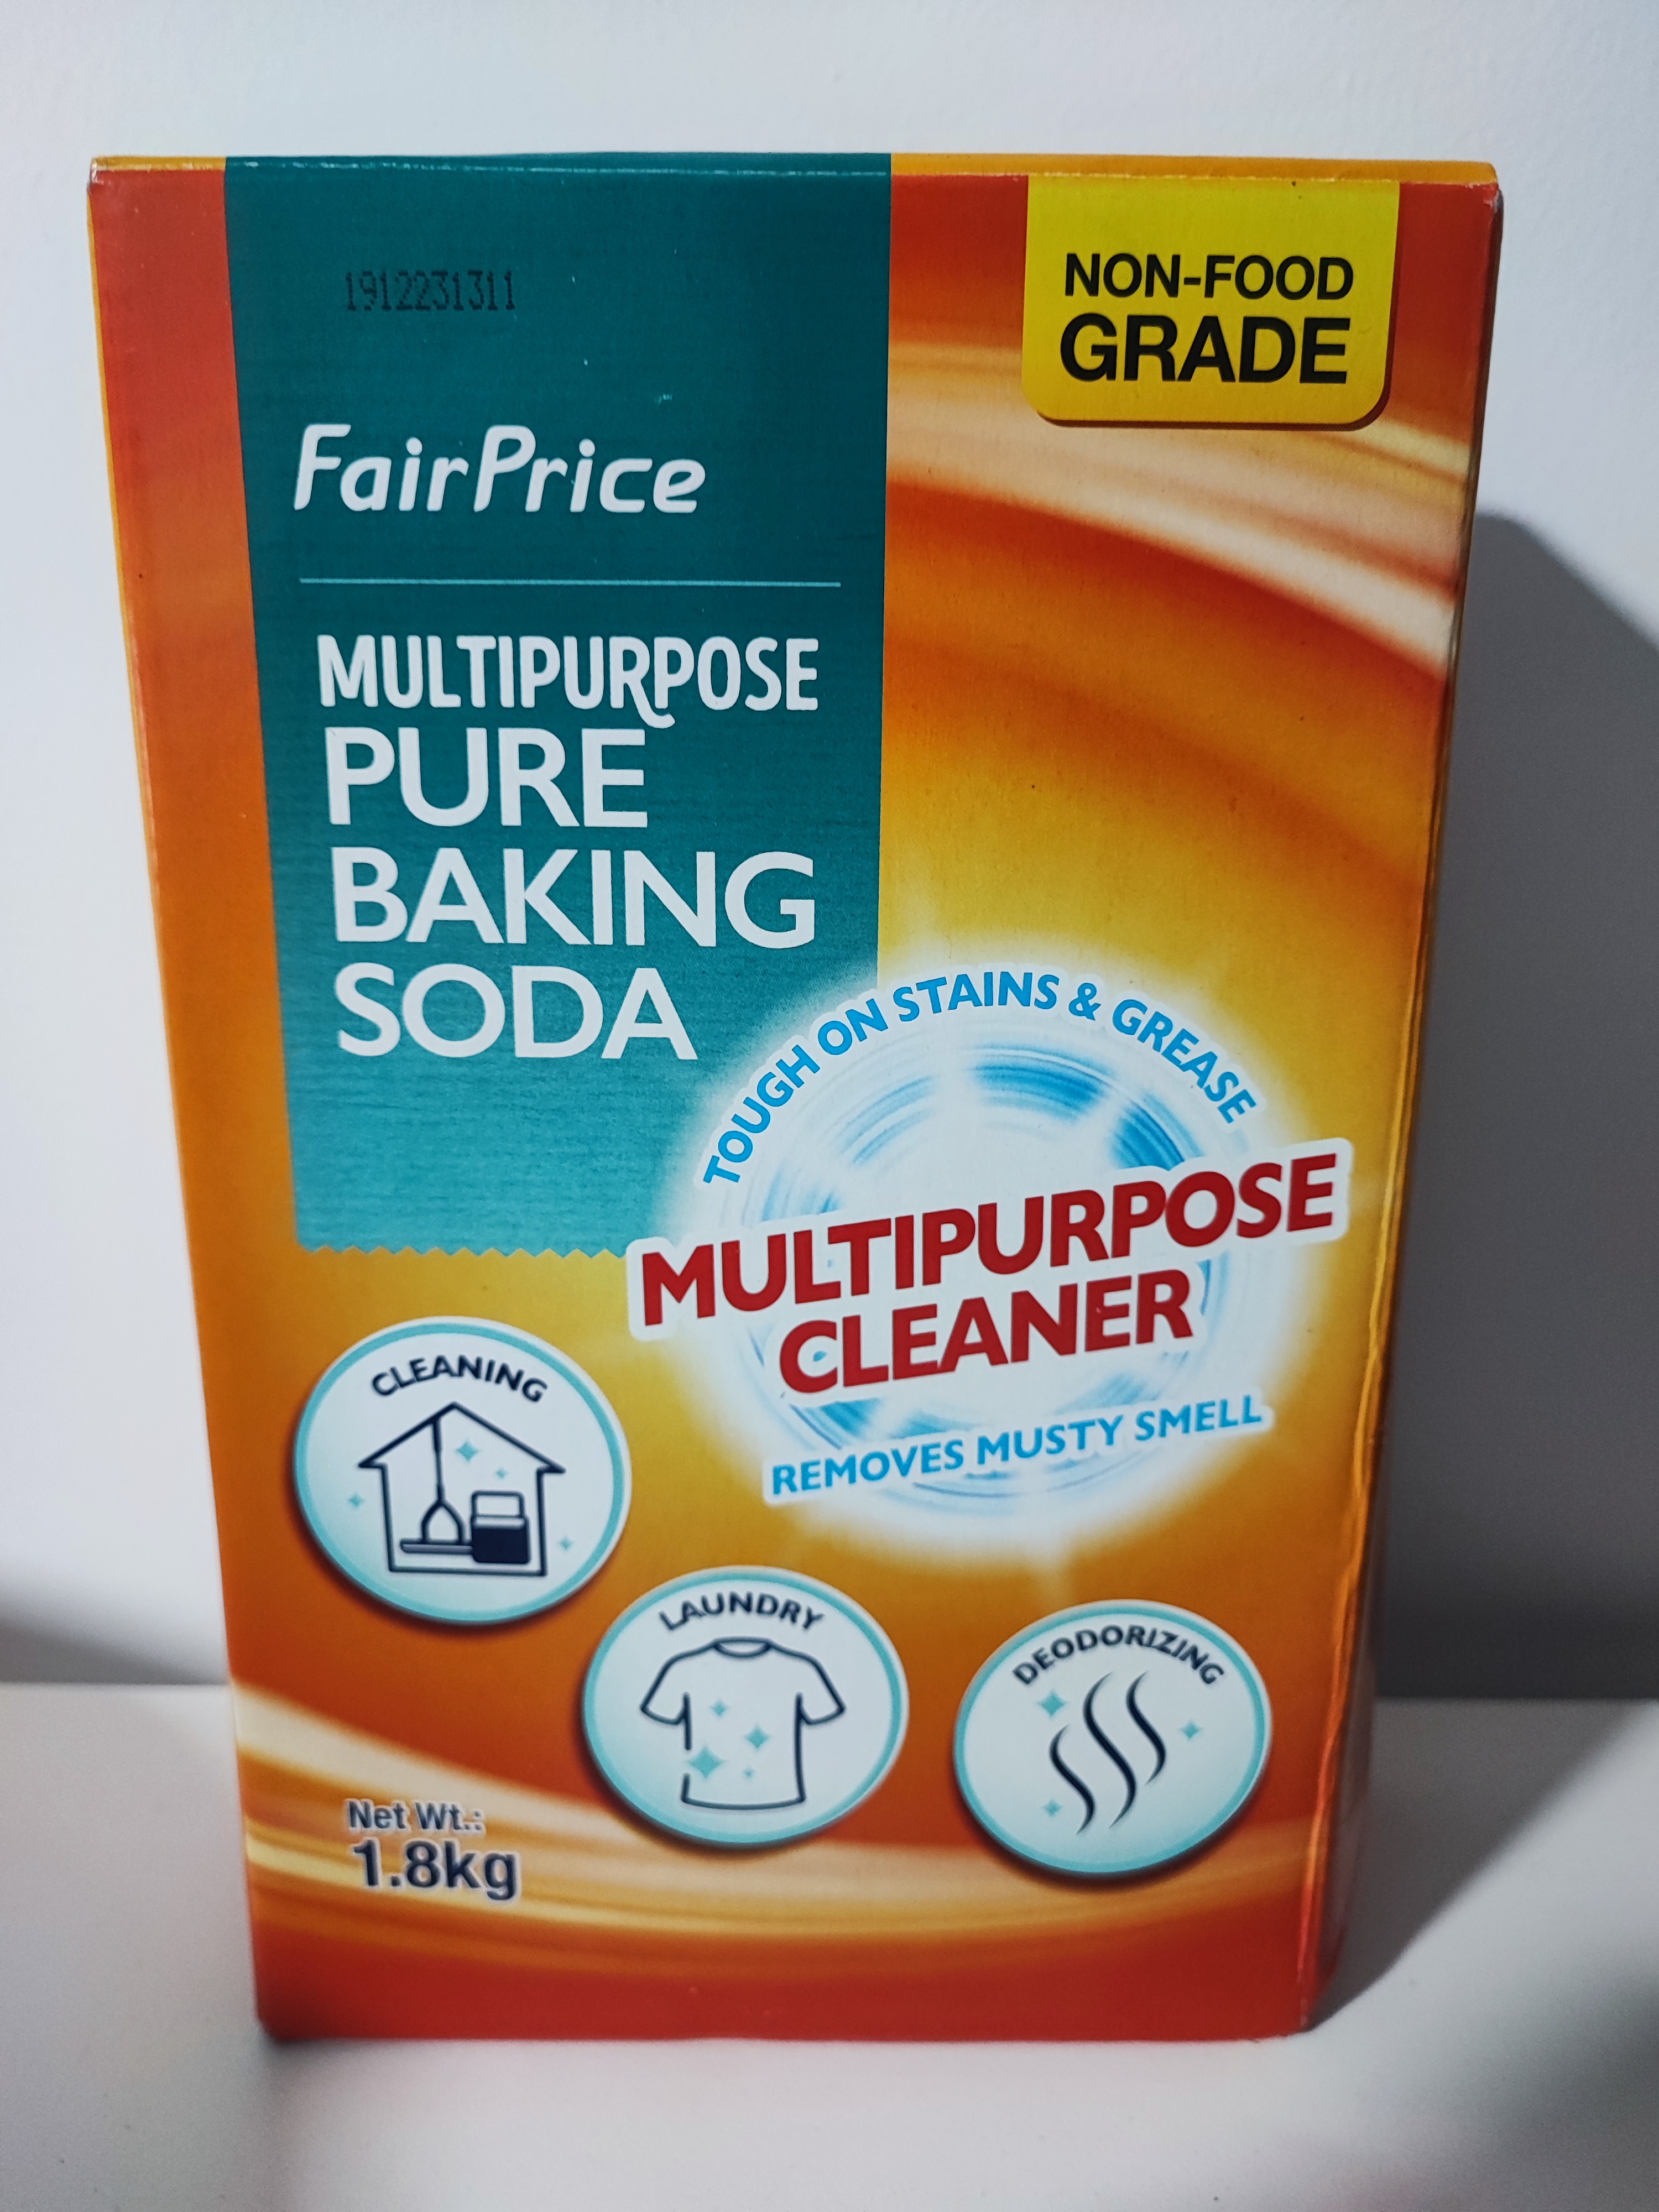 1912231311
NON-FOOD
GRADE
FairPrice
MULTIPURPOSE
PURE
BAKING
SODA
TOUGH ON STAINS & GREASE
MULTIPURPOSE
CLEANER
REMOVES MUSTY SMELL
CLEANING
LAUNDRY
DEODORIZING
Net Wt.:
1.8kg